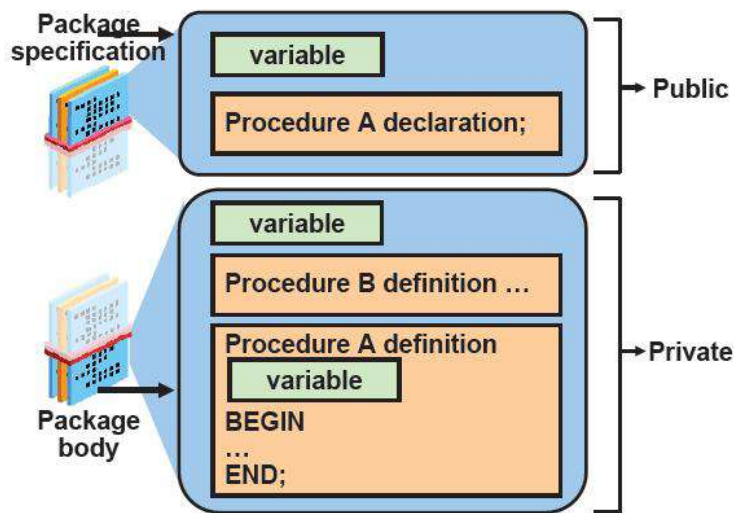 Package
specification
variable
Procedure A declaration;
Public
variable
Procedure B definition …
Procedure A definition
variable
BEGIN
…
END;
Private
Package
body